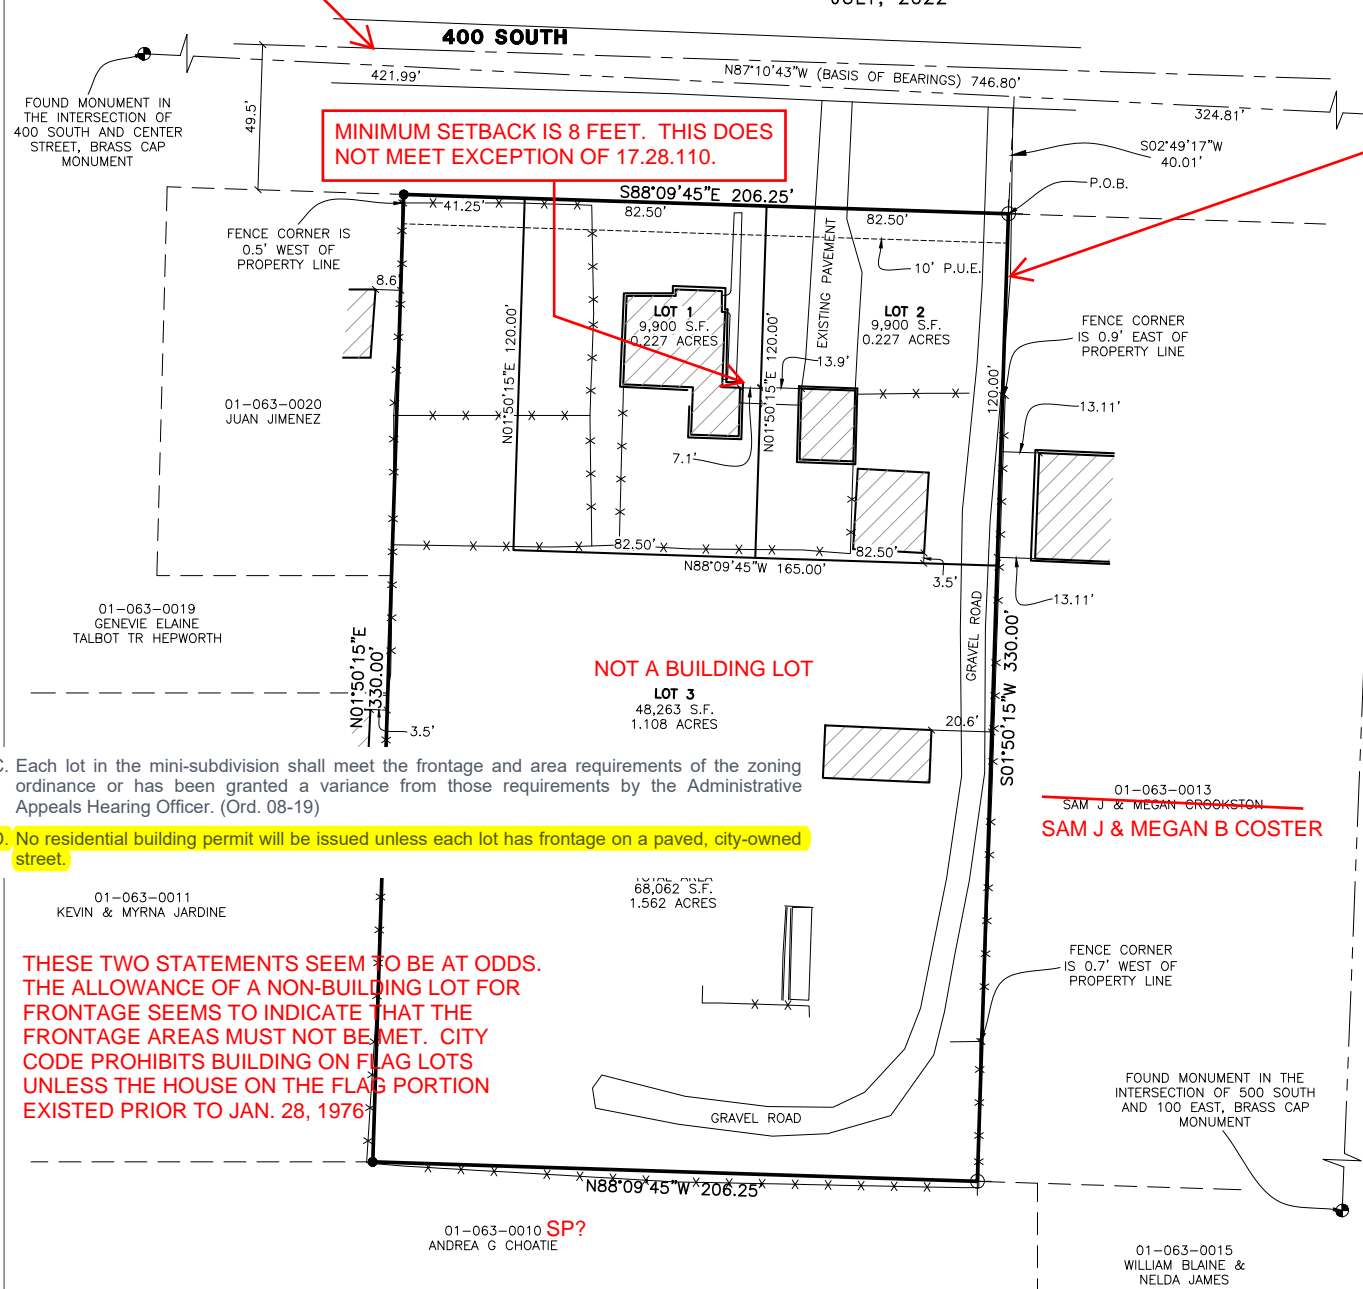 JULY, 2022
400 SOUTH
421.99'
N87°10'43"W (BASIS OF BEARINGS) 746.80'
324.81'
49.5'
FOUND MONUMENT IN
THE INTERSECTION OF
400 SOUTH AND CENTER
STREET, BRASS CAP
MONUMENT
MINIMUM SETBACK IS 8 FEET. THIS DOES
NOT MEET EXCEPTION OF 17.28.110.
S02°49'17"W
40.01'
P.O.B.
S88°09'45"E 206.25'
41.25'
82.50'
82.50'
FENCE CORNER IS
0.5' WEST OF
PROPERTY LINE
8.6'
EXISTING PAVEMENT
10' P.U.E.
LOT 1
9,900 S.F.
0.227 ACRES
LOT 2
9,900 S.F.
0.227 ACRES
N01°50'15"E 120.00'
N01°50'15"E 120.00'
120.00'
FENCE CORNER
IS 0.9' EAST OF
PROPERTY LINE
13.9'
7.1'
13.11'
01-063-0020
JUAN JIMENEZ
82.50'
82.50'
N88°09'45"W 165.00'
3.5'
13.11'
01-063-0019
GENEVIE ELAINE
TALBOT TR HEPWORTH
GRAVEL ROAD
N01°50'15"E
330.00'
S01°50'15"W 330.00'
NOT A BUILDING LOT
LOT 3
48,263 S.F.
1.108 ACRES
3.5'
20.6'
C. Each lot in the mini-subdivision shall meet the frontage and area requirements of the zoning
ordinance or has been granted a variance from those requirements by the Administrative
Appeals Hearing Officer. (Ord. 08-19)
D. No residential building permit will be issued unless each lot has frontage on a paved, city-owned
street.
01-063-0013
SAM J & MEGAN CROOKSTON
SAM J & MEGAN B COSTER
TOTAL AREA
68,062 S.F.
1.562 ACRES
01-063-0011
KEVIN & MYRNA JARDINE
THESE TWO STATEMENTS SEEM TO BE AT ODDS.
THE ALLOWANCE OF A NON-BUILDING LOT FOR
FRONTAGE SEEMS TO INDICATE THAT THE
FRONTAGE AREAS MUST NOT BE MET. CITY
CODE PROHIBITS BUILDING ON FLAG LOTS
UNLESS THE HOUSE ON THE FLAG PORTION
EXISTED PRIOR TO JAN. 28, 1976
FENCE CORNER
IS 0.7' WEST OF
PROPERTY LINE
GRAVEL ROAD
FOUND MONUMENT IN THE
INTERSECTION OF 500 SOUTH
AND 100 EAST, BRASS CAP
MONUMENT
N88°09'45"W 206.25'
01-063-0010 SP?
ANDREA G CHOATIE
01-063-0015
WILLIAM BLAINE &
NELDA JAMES